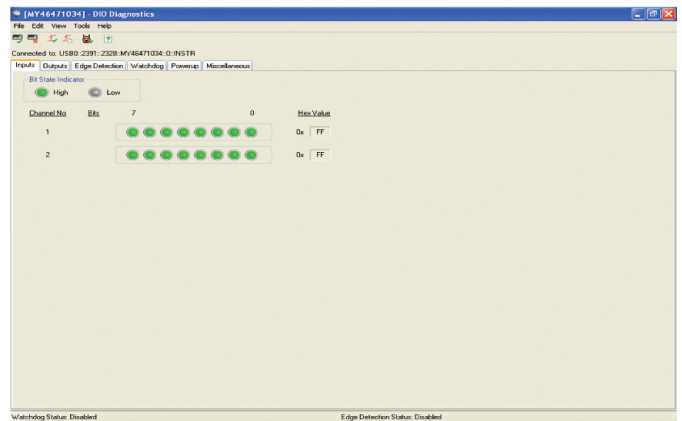 [MY46471034] - DIO Diagnostics
File Edit View Tools Help
Connected to: USB0::2391::2328::MY46471034::0::INSTR
Inputs Outputs Edge Detection Watchdog Powerup Miscellaneous
Bit State Indicator
High Low
Channel No Bits 7 0 Hex Value
1 0x FF
2 0x FF
Watchdog Status: Disabled Edge Detection Status: Disabled